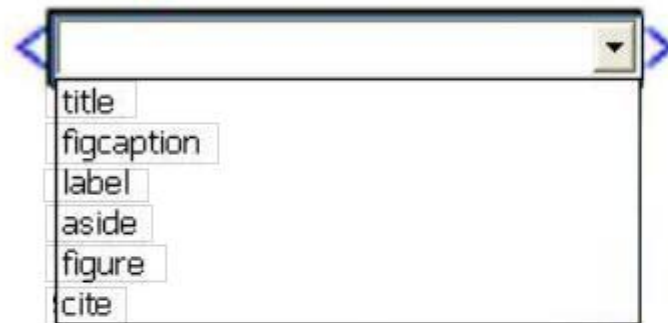 < >
title
figcaption
label
aside
figure
cite